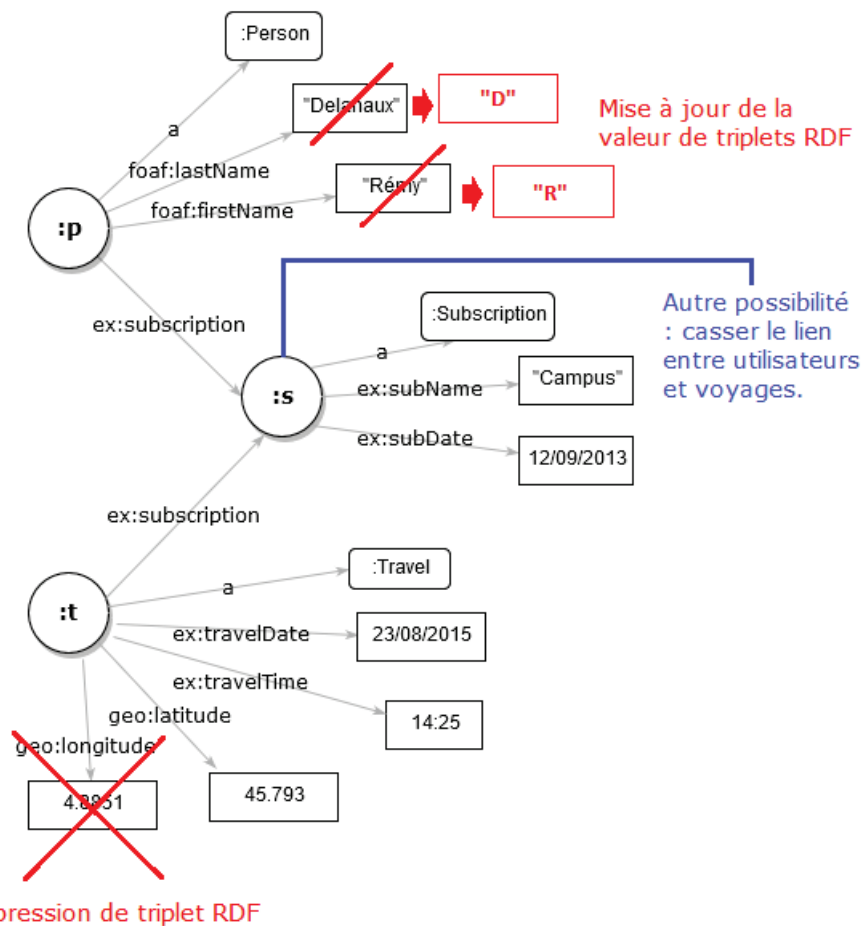 :Person
"Delanaux"
"D"
Mise à jour de la
valeur de triplets RDF
a
foaf:lastName
"Rémy"
"R"
foaf:firstName
:p
ex:subscription
:Subscription
Autre possibilité
: casser le lien
entre utilisateurs
et voyages.
a
"Campus"
ex:subName
:s
ex:subDate
12/09/2013
ex:subscription
:Travel
a
:t
ex:travelDate
23/08/2015
ex:travelTime
geo:latitude
14:25
geo:longitude
4.8851
45.793
pression de triplet RDF